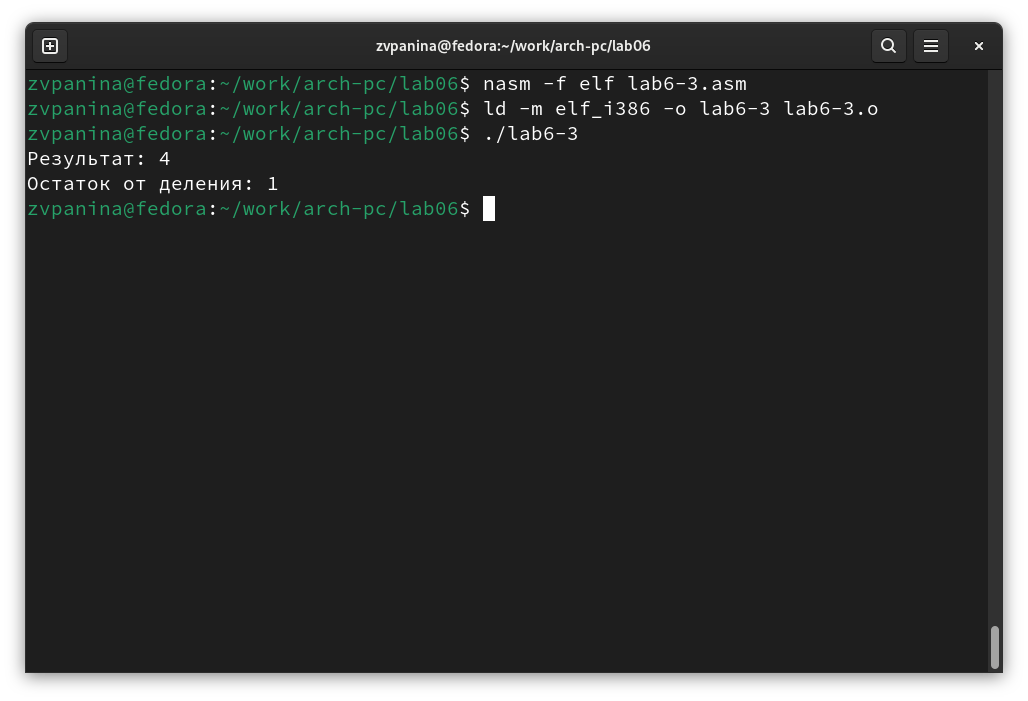 zvpanina@fedora:~/work/arch-pc/lab06
zvpanina@fedora:~/work/arch-pc/lab06$ nasm -f elf lab6-3.asm
zvpanina@fedora:~/work/arch-pc/lab06$ ld -m elf_i386 -o lab6-3 lab6-3.o
zvpanina@fedora:~/work/arch-pc/lab06$ ./lab6-3
Результат: 4
Остаток от деления: 1
zvpanina@fedora:~/work/arch-pc/lab06$